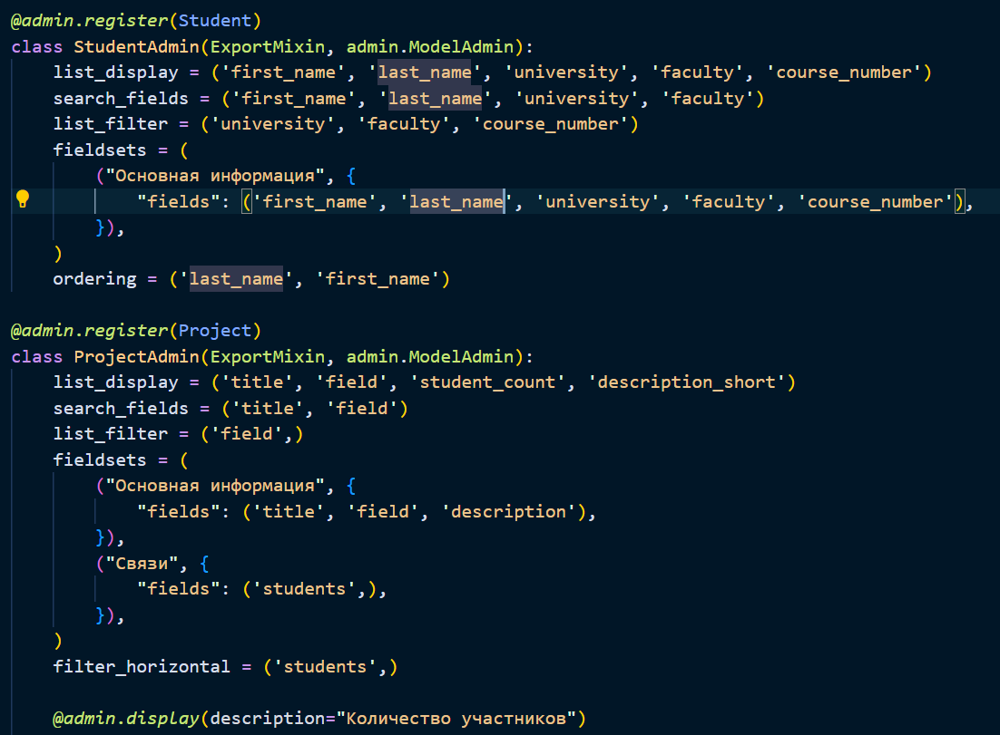 @admin.register(Student)
class StudentAdmin(ExportMixin, admin.ModelAdmin):
    list_display = ('first_name', 'last_name', 'university', 'faculty', 'course_number')
    search_fields = ('first_name', 'last_name', 'university', 'faculty')
    list_filter = ('university', 'faculty', 'course_number')
    fieldsets = (
        ("Основная информация", {
            "fields": ('first_name', 'last_name', 'university', 'faculty', 'course_number'),
        }),
    )
    ordering = ('last_name', 'first_name')
@admin.register(Project)
class ProjectAdmin(ExportMixin, admin.ModelAdmin):
    list_display = ('title', 'field', 'student_count', 'description_short')
    search_fields = ('title', 'field')
    list_filter = ('field',)
    fieldsets = (
        ("Основная информация", {
            "fields": ('title', 'field', 'description'),
        }),
        ("Связи", {
            "fields": ('students',),
        }),
    )
    filter_horizontal = ('students',)
    @admin.display(description="Количество участников")